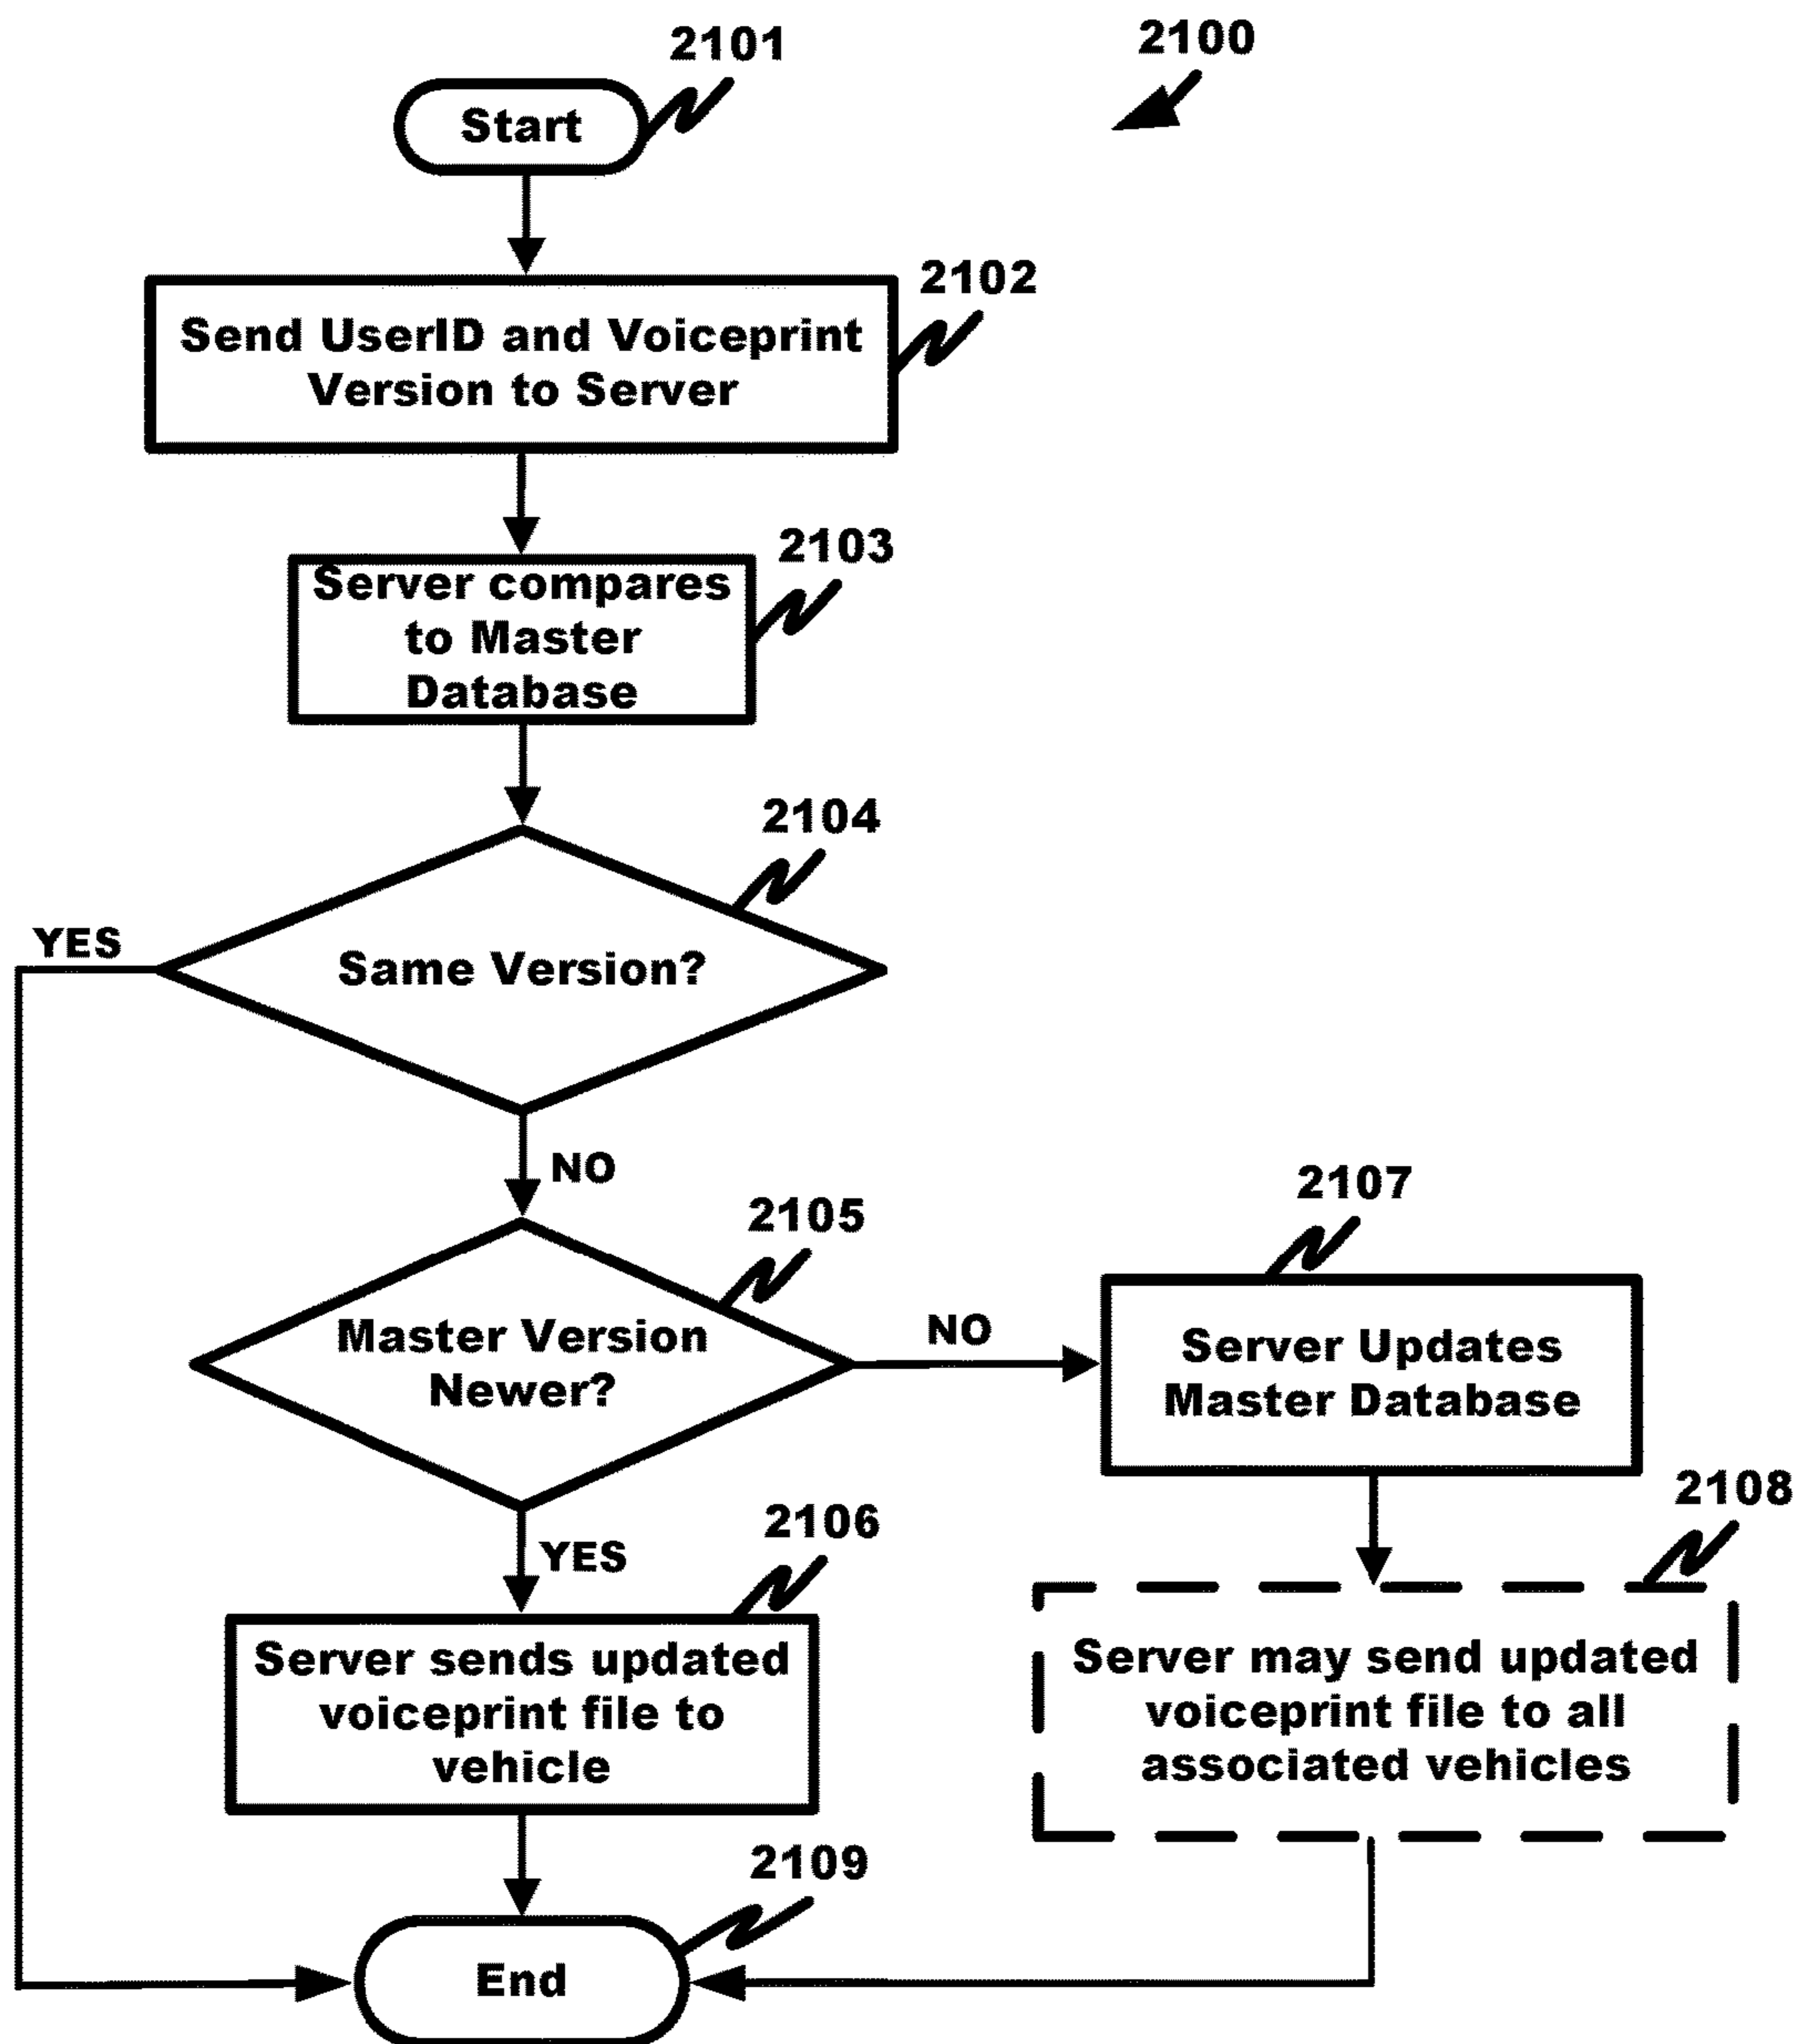 2101
2100
Start
2102
Send UserID and Voiceprint
Version to Server
2103
Server compares
to Master
Database
2104
YES
Same Version?
NO
2105
Master Version
Newer?
NO
2107
Server Updates
Master Database
YES
2106
Server sends updated
voiceprint file to
vehicle
2108
Server may send updated
voiceprint file to all
associated vehicles
2109
End